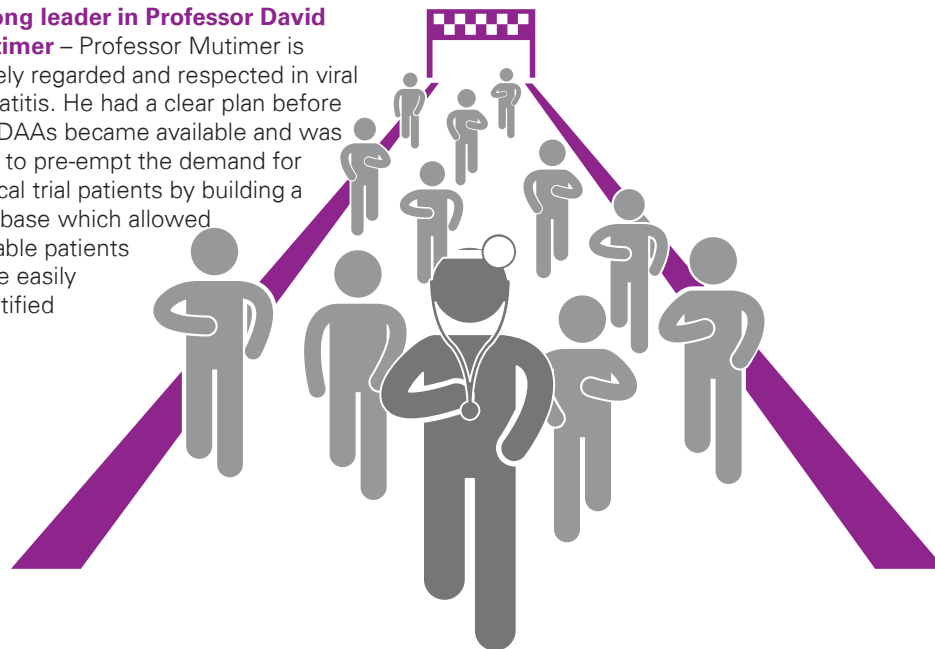 ong leader in Professor David
timer – Professor Mutimer is
ely regarded and respected in viral
atitis. He had a clear plan before
DAAs became available and was
to pre-empt the demand for
cal trial patients by building a
base which allowed
able patients
e easily
tified